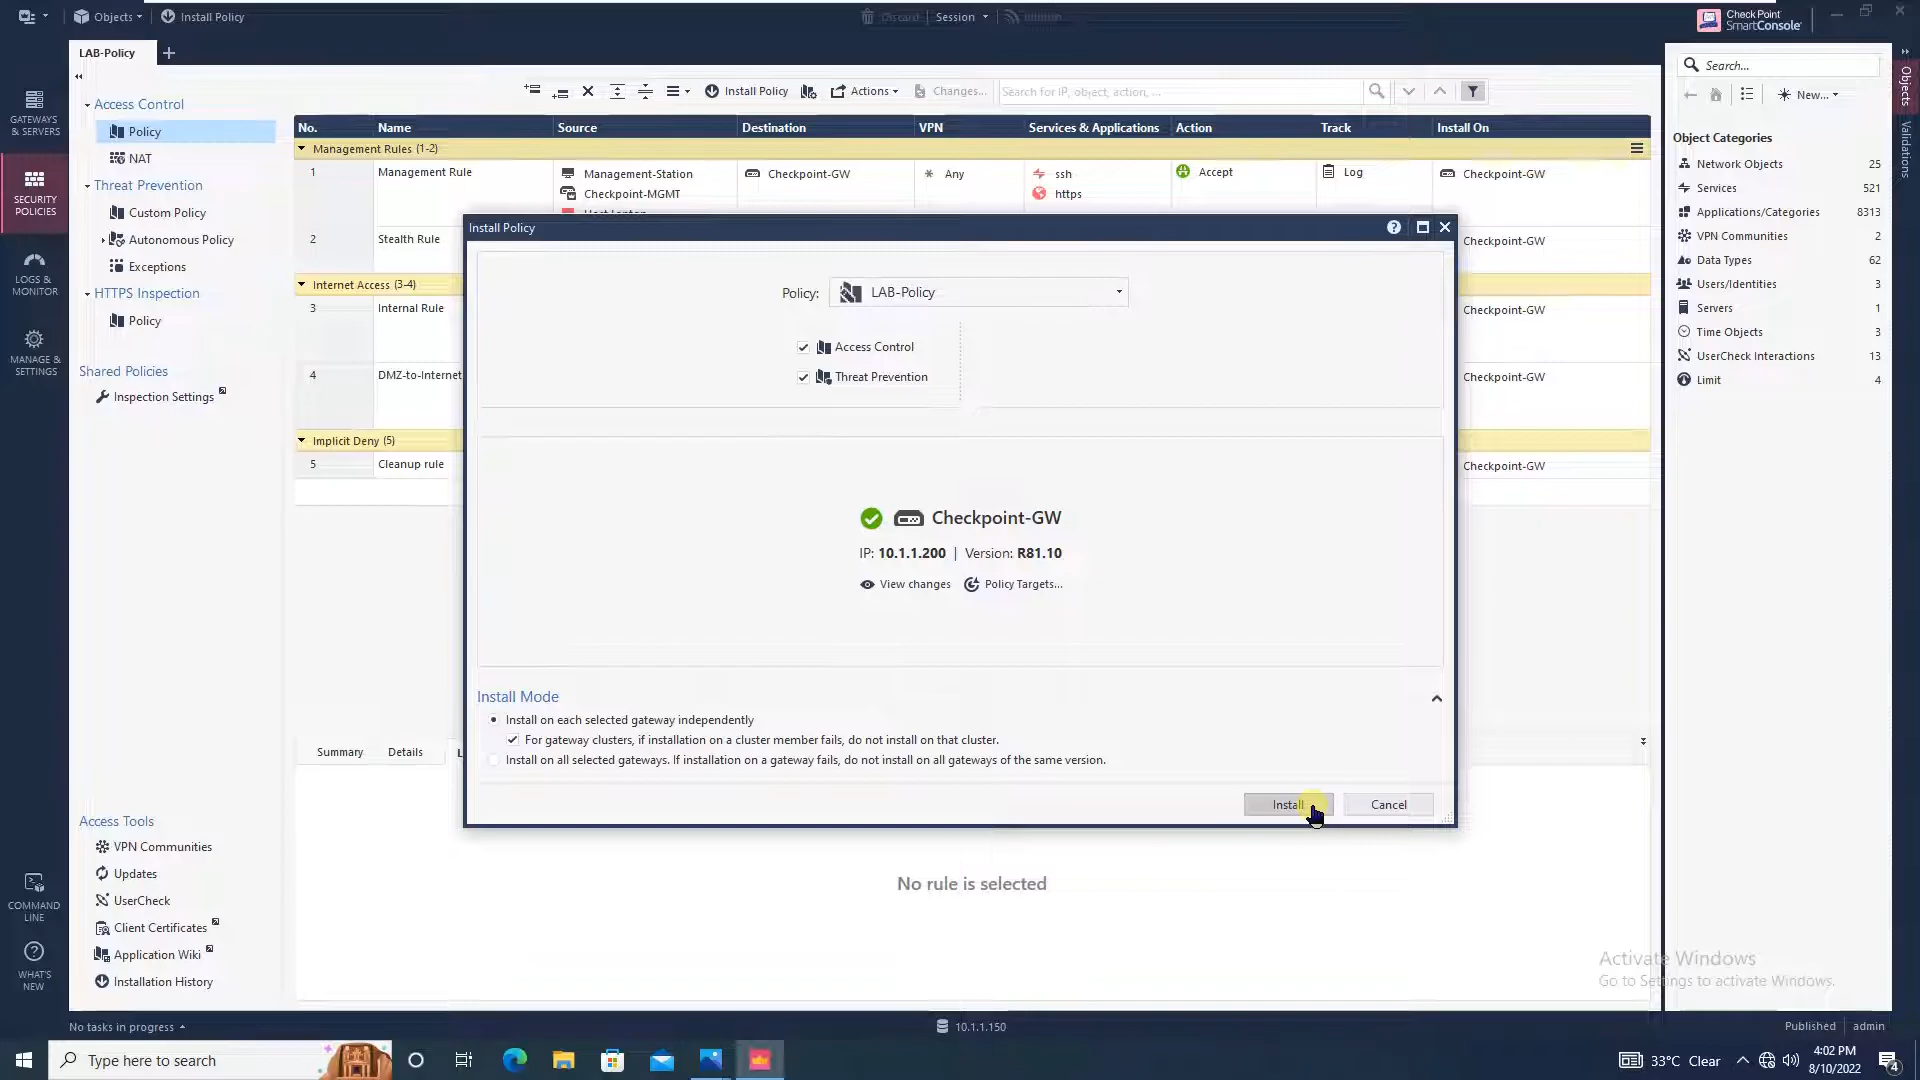 Objects
Install Policy
Discard
Session
Check Point
SmartConsole
LAB-Policy
GATEWAYS
& SERVERS
SECURITY
POLICIES
LOGS &
MONITOR
MANAGE &
SETTINGS
COMMAND
LINE
WHAT'S
NEW
Access Control
Policy
NAT
Threat Prevention
Custom Policy
Autonomous Policy
Exceptions
HTTPS Inspection
Policy
Shared Policies
Inspection Settings
Access Tools
VPN Communities
Updates
UserCheck
Client Certificates
Application Wiki
Installation History
Install Policy
Actions
Changes...
Search for IP, object, action, ...
No. Name Source Destination VPN Services & Applications Action Track Install On
Management Rules (1-2)
1 Management Rule Management-Station Checkpoint-GW Any ssh Accept Log Checkpoint-GW
Checkpoint-MGMT https
2 Stealth Rule Checkpoint-GW
Internet Access (3-4)
3 Internal Rule Checkpoint-GW
4 DMZ-to-Internet Checkpoint-GW
Implicit Deny (5)
5 Cleanup rule Checkpoint-GW
Install Policy
Policy: LAB-Policy
Access Control
Threat Prevention
Checkpoint-GW
IP: 10.1.1.200 | Version: R81.10
View changes Policy Targets...
Install Mode
Install on each selected gateway independently
For gateway clusters, if installation on a cluster member fails, do not install on that cluster.
Install on all selected gateways. If installation on a gateway fails, do not install on all gateways of the same version.
Install Cancel
Summary Details
No rule is selected
Search...
New...
Object Categories
Network Objects 25
Services 521
Applications/Categories 8313
VPN Communities 2
Data Types 62
Users/Identities 3
Servers 1
Time Objects 3
UserCheck Interactions 13
Limit 4
Objects
Validations
Activate Windows
Go to Settings to activate Windows.
No tasks in progress
10.1.1.150
Published admin
Type here to search
33°C Clear
4:02 PM
8/10/2022
4